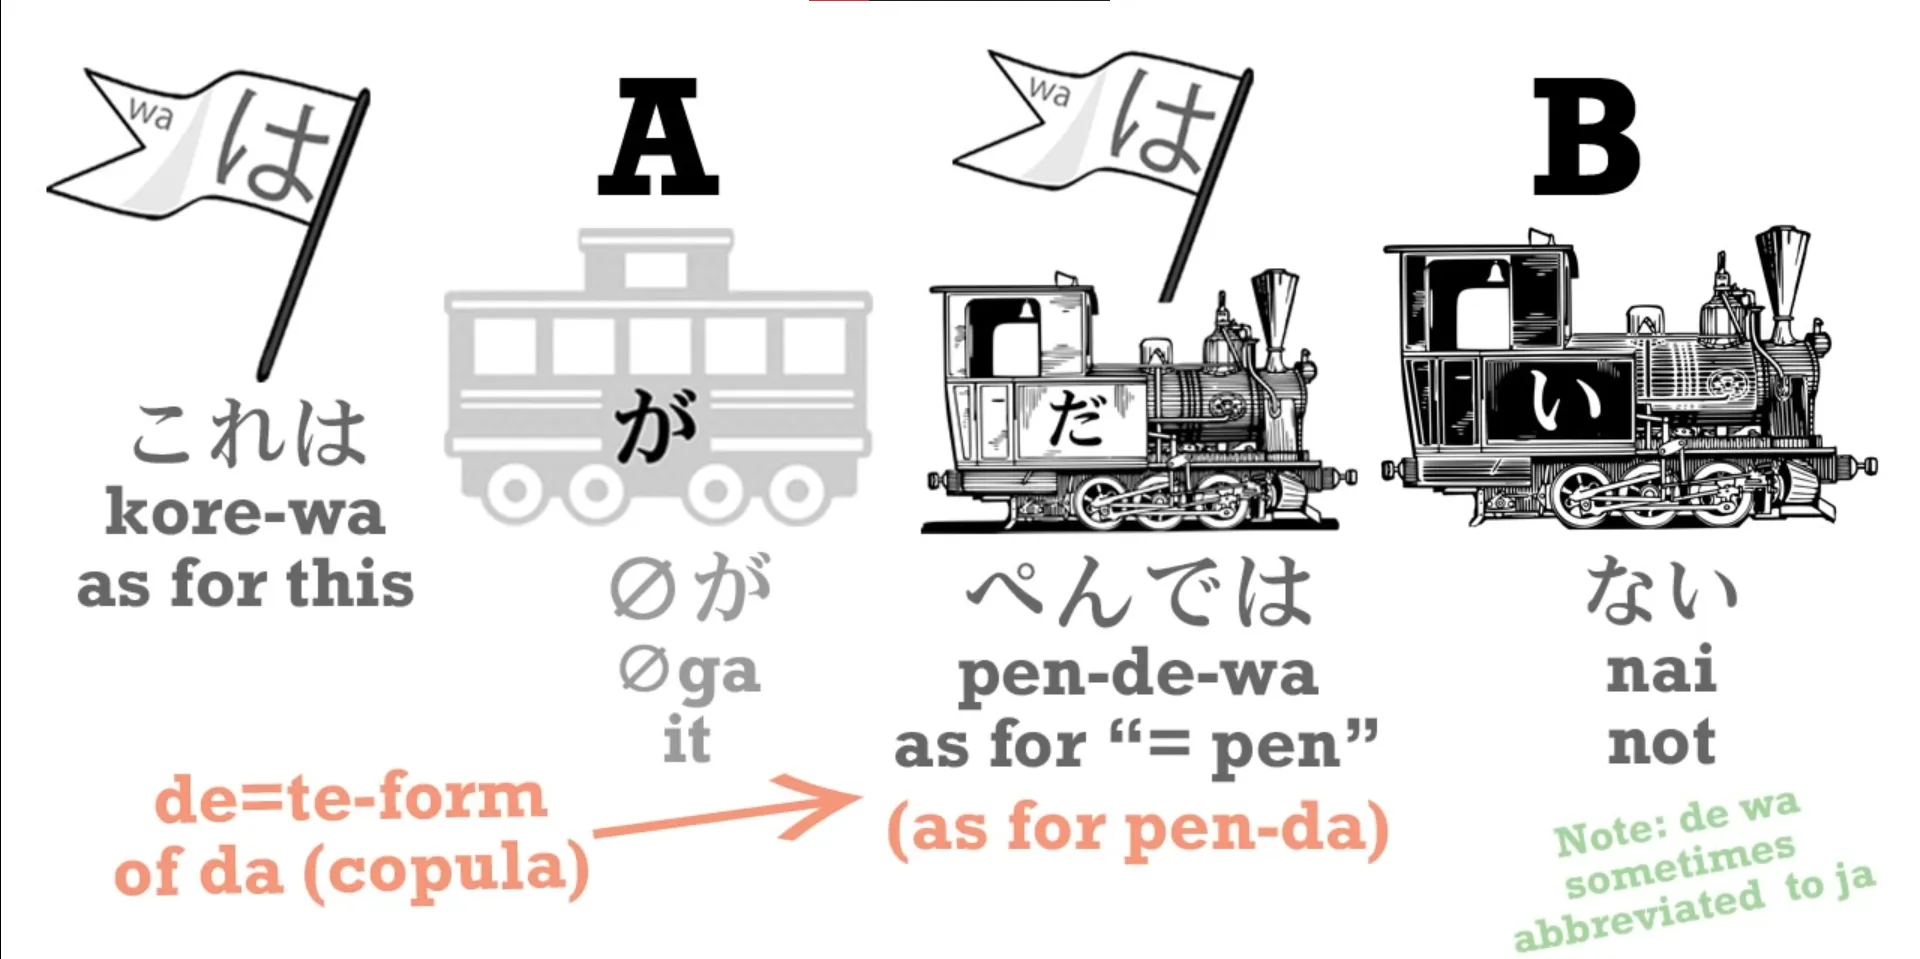 wa は
A
wa は
B
が
だ
い
これは
kore-wa
as for this
∅が
∅ga
it
ぺんでは
pen-de-wa
as for “= pen”
(as for pen-da)
ない
nai
not
de=te-form
of da (copula)
Note: de wa
sometimes
abbreviated to ja